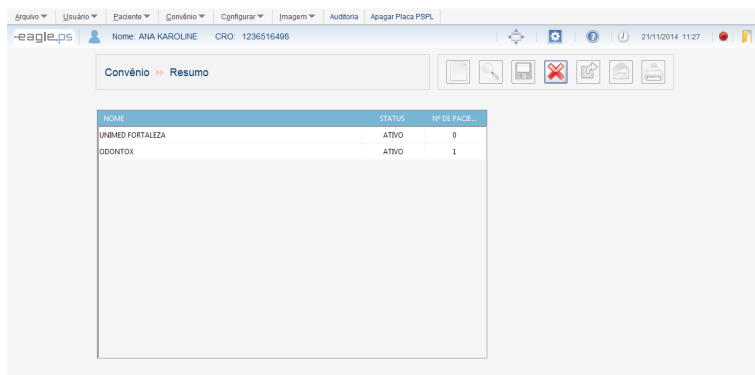 Arquivo Usuário Paciente Convênio Configurar Imagem Auditoria Apagar Placa PSPL
eagle.ps Nome: ANA KAROLINE CRO: 1236516498 21/11/2014 11:27
Convênio >> Resumo
NOME STATUS Nº DE PACIE...
UNIMED FORTALEZA ATIVO 0
ODONTOX ATIVO 1